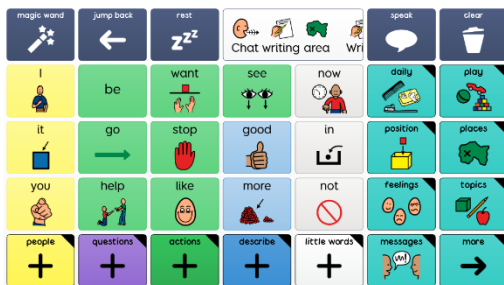 magic wand
jump back
rest
zzz
Chat writing area Wri
speak
clear
I
be
want
see
now
daily
play
it
go
stop
good
in
position
places
you
help
like
more
not
feelings
topics
people
questions
actions
describe
little words
messages
more